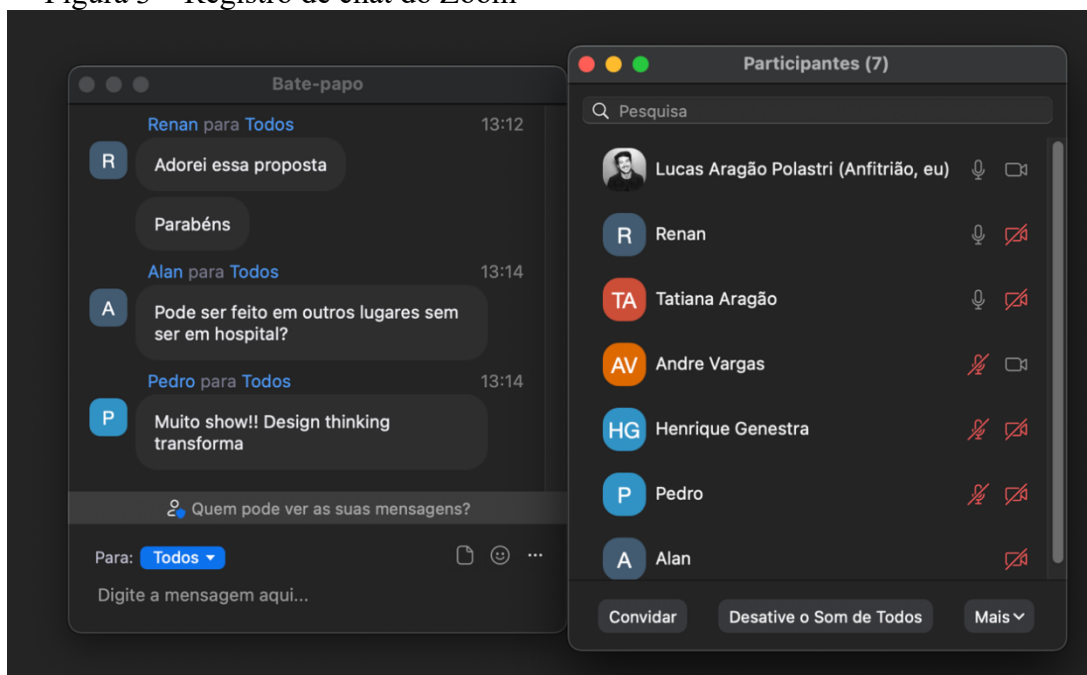 Bate-papo
Renan para Todos 13:12
R
Adorei essa proposta
Parabéns
Alan para Todos 13:14
A
Pode ser feito em outros lugares sem
ser em hospital?
Pedro para Todos 13:14
P
Muito show!! Design thinking
transforma
Quem pode ver as suas mensagens?
Para: Todos
Digite a mensagem aqui...
Participantes (7)
Pesquisa
Lucas Aragão Polastri (Anfitrião, eu)
R Renan
TA Tatiana Aragão
AV Andre Vargas
HG Henrique Genestra
P Pedro
A Alan
Convidar Desative o Som de Todos Mais